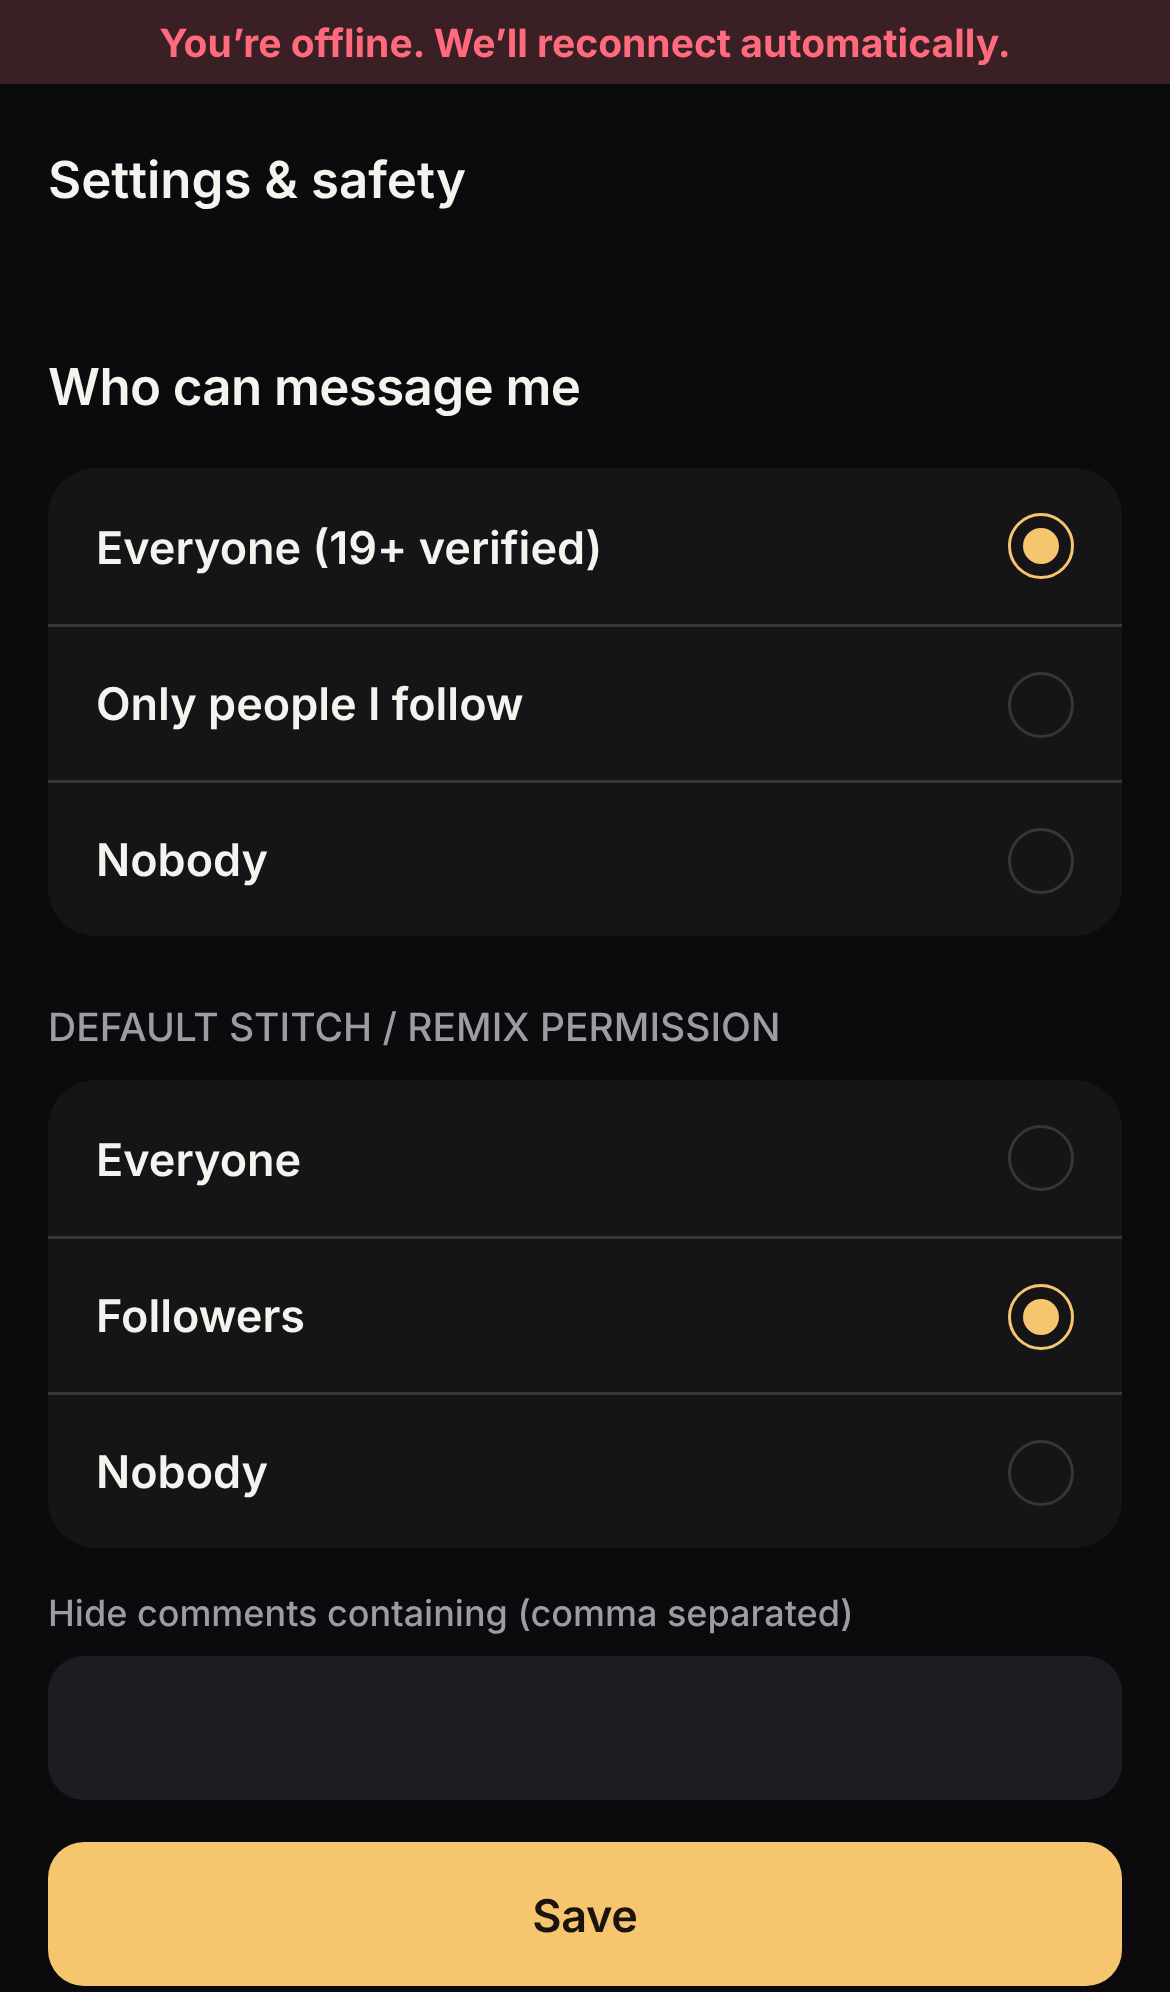 You’re offline. We’ll reconnect automatically.
Settings & safety
Who can message me
Everyone (19+ verified)
Only people I follow
Nobody
DEFAULT STITCH / REMIX PERMISSION
Everyone
Followers
Nobody
Hide comments containing (comma separated)
Save